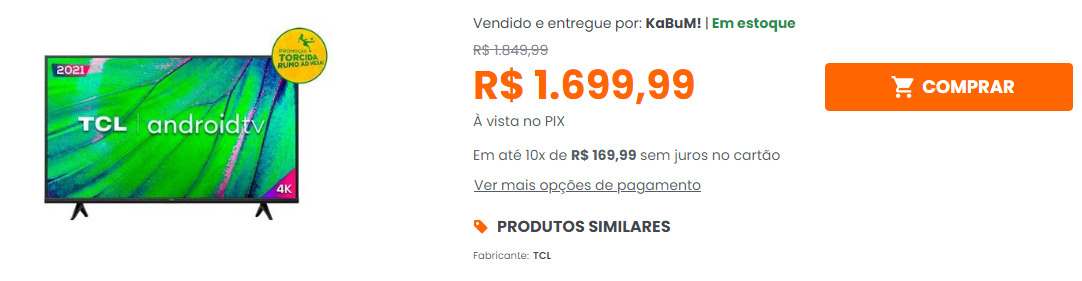 Vendido e entregue por: KaBuM! | Em estoque
R$ 1.849,99
R$ 1.699,99
COMPRAR
À vista no PIX
Em até 10x de R$ 169,99 sem juros no cartão
Ver mais opções de pagamento
PRODUTOS SIMILARES
Fabricante: TCL
PROMOÇÃO
TORCIDA
RUMO AO HEXA!
2021
TCL | androidtv
4K